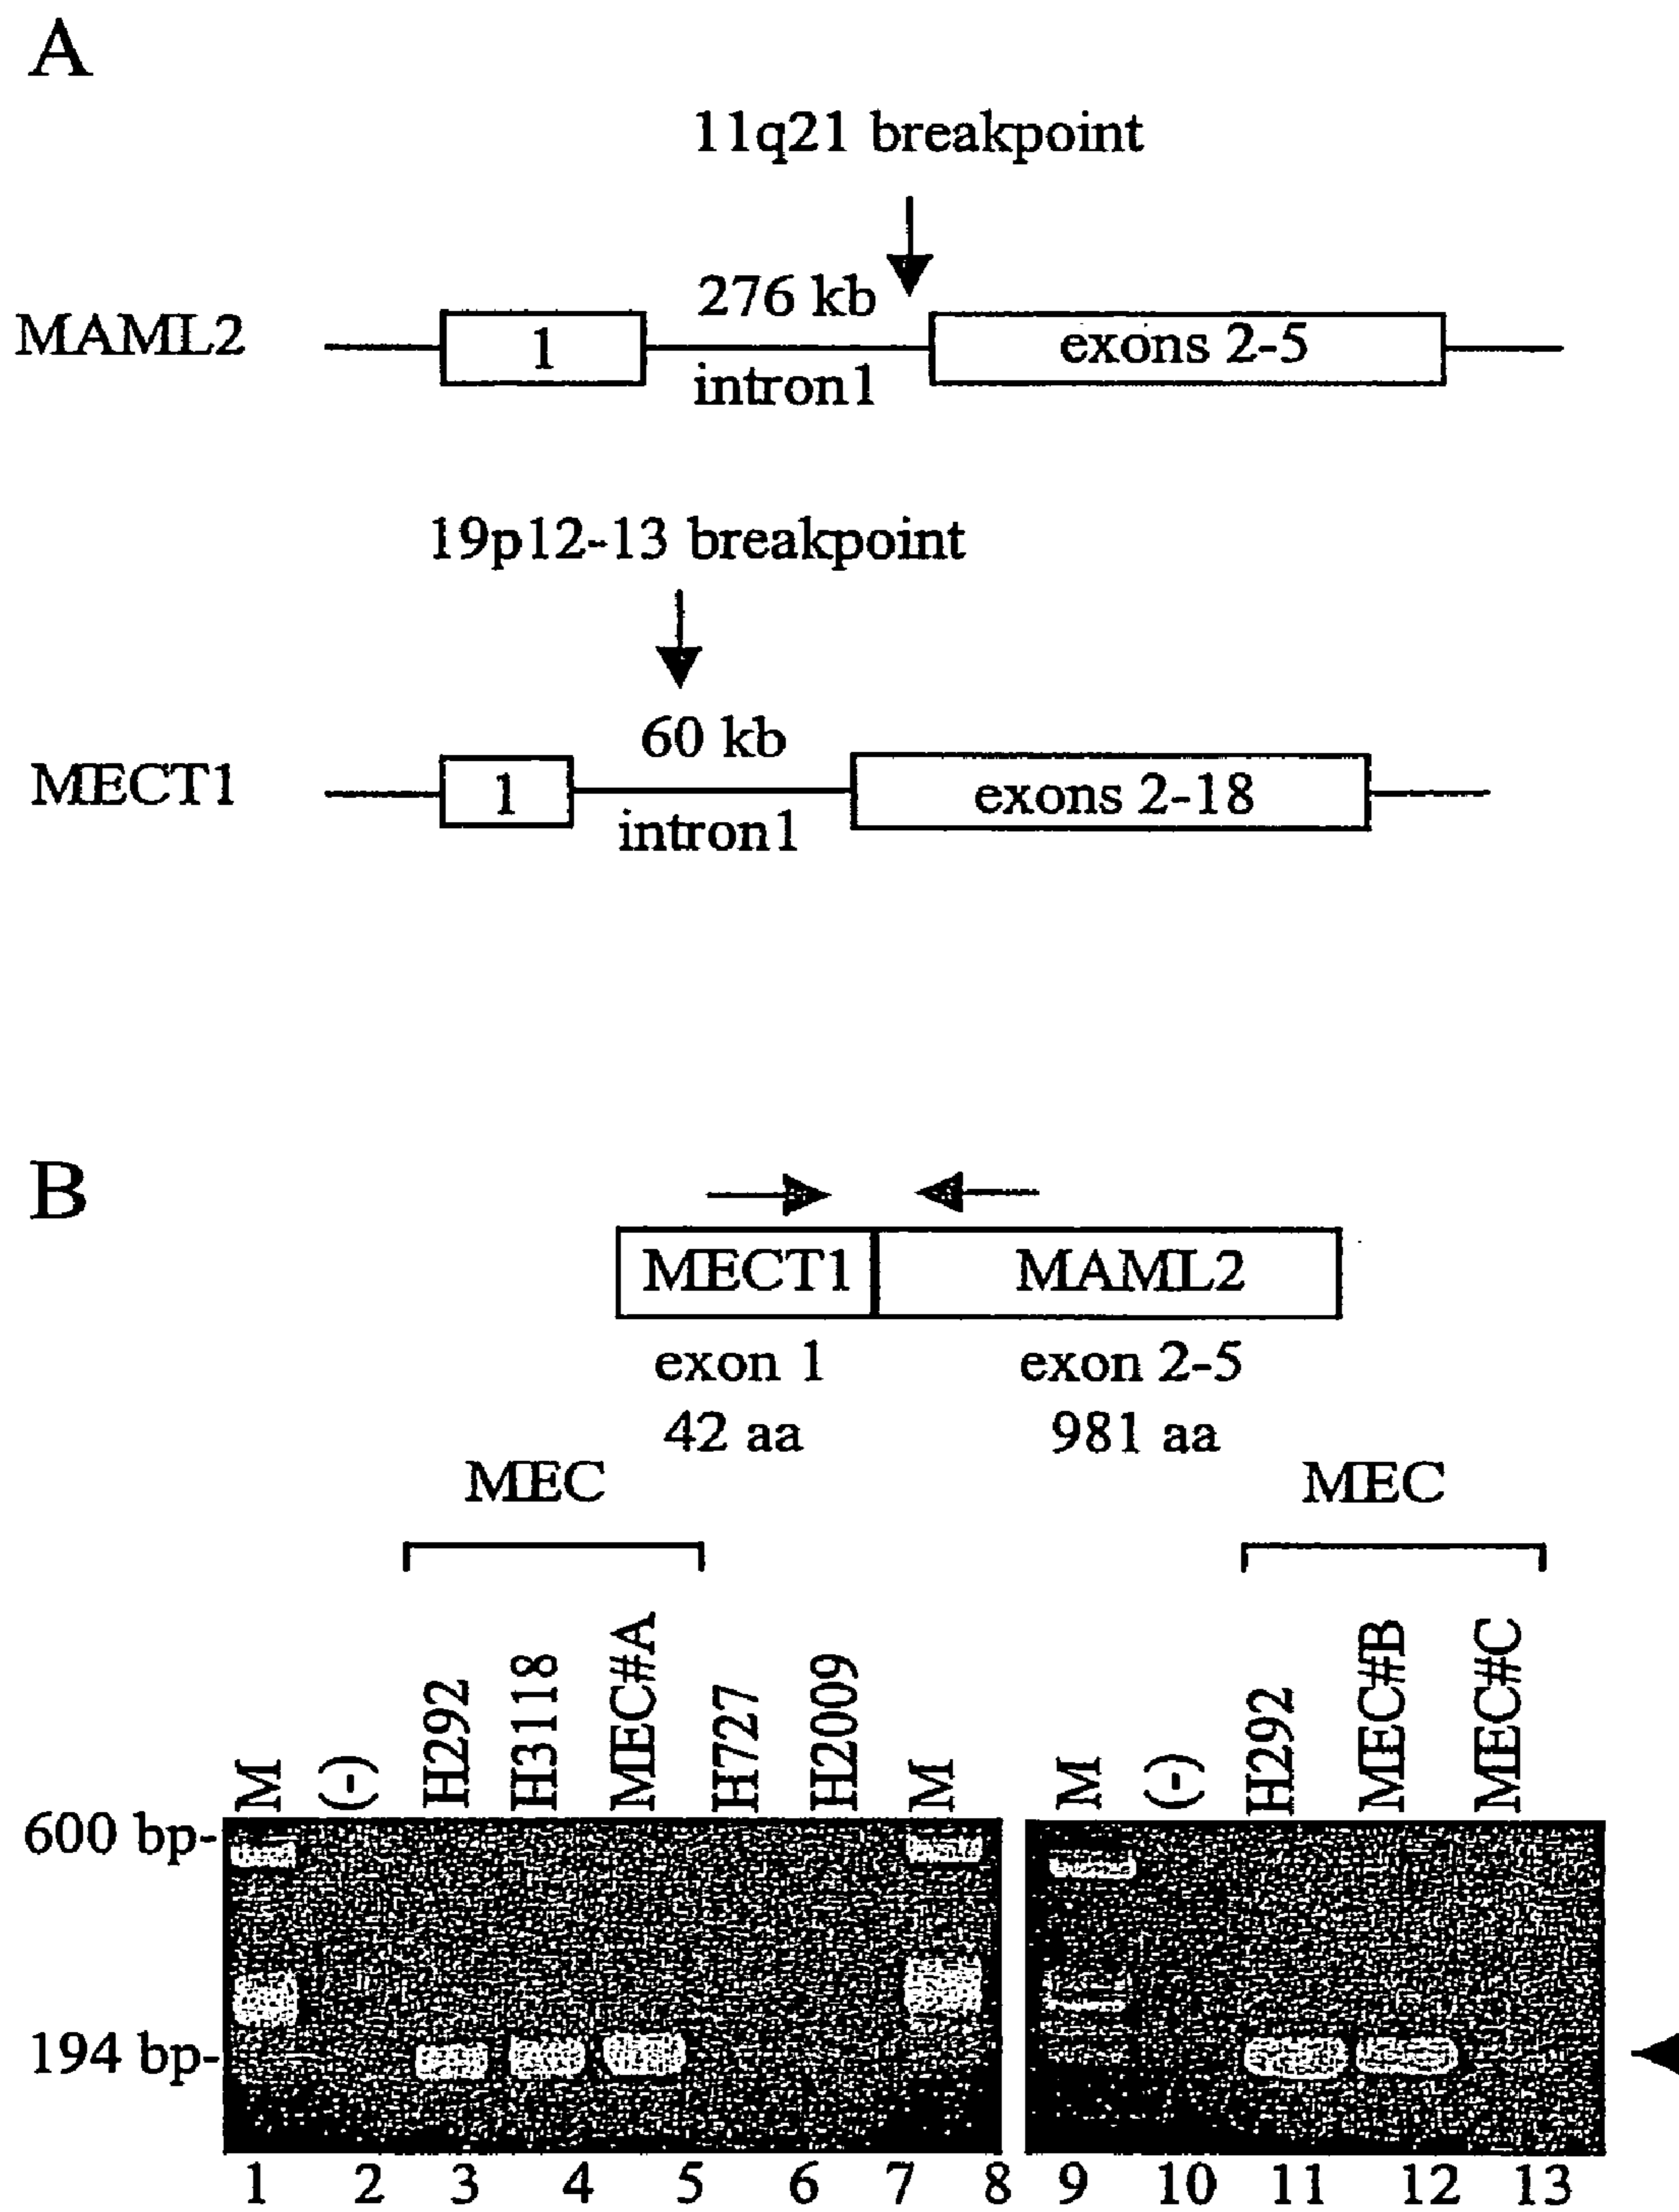 A
11q21 breakpoint
276 kb
MAML2
1
exons 2-5
intron1
19p12-13 breakpoint
60 kb
MECT1
1
exons 2-18
intron1
B
MECT1
MAML2
exon 1
exon 2-5
42 aa
981 aa
MEC
MEC
M
(-)
H292
H3118
MEC#A
H727
H2009
M
M
(-)
H292
MEC#B
MEC#C
600 bp-
194 bp-
1 2 3 4 5 6 7 8 9 10 11 12 13